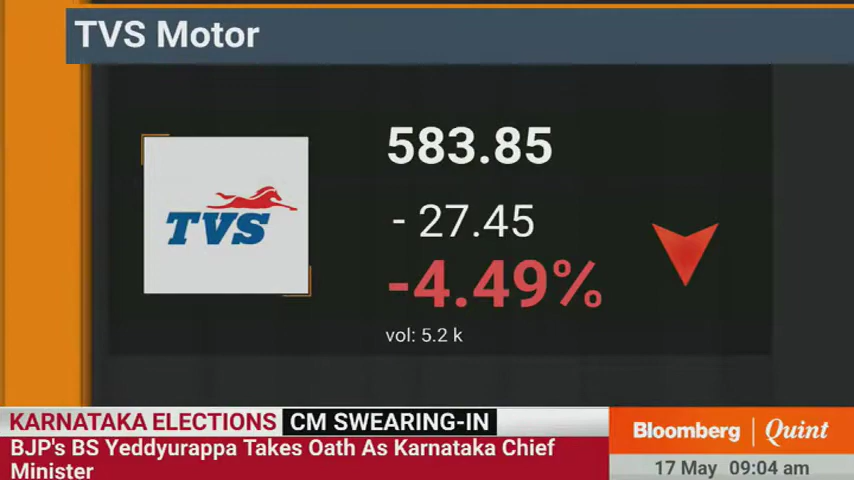 TVS Motor
583.85
TVS
- 27.45
-4.49%
vol: 5.2 k
KARNATAKA ELECTIONS CM SWEARING-IN
BJP's BS Yeddyurappa Takes Oath As Karnataka Chief
Minister
Bloomberg | Quint
17 May 09:04 am